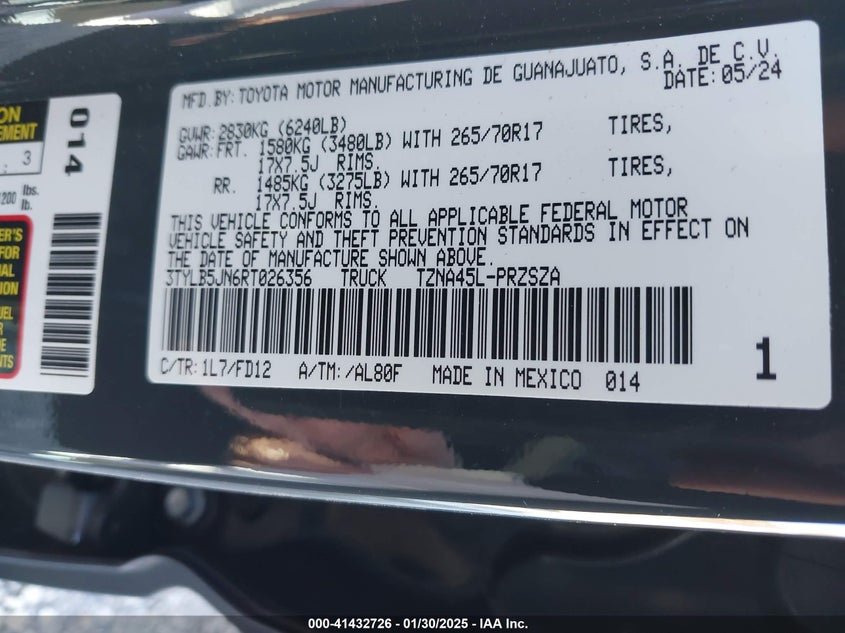 MFD.BY: TOYOTA MOTOR MANUFACTURING DE GUANAJUATO, S.A. DE C.V.
DATE: 05/24
GVWR: 2830KG (6240LB)
GAWR: FRT. 1580KG (3480LB) WITH 265/70R17 TIRES,
17X7.5J RIMS.
RR. 1485KG (3275LB) WITH 265/70R17 TIRES,
17X7.5J RIMS.
THIS VEHICLE CONFORMS TO ALL APPLICABLE FEDERAL MOTOR
VEHICLE SAFETY AND THEFT PREVENTION STANDARDS IN EFFECT ON
THE DATE OF MANUFACTURE SHOWN ABOVE.
3TYLB5JN6RT026356 TRUCK TZNA45L-PRZSZA
C/TR: 1L7/FD12 A/TM: /AL80F MADE IN MEXICO 014
1
014
: 3
lbs.
lb.
000-41432726 - 01/30/2025 - IAA Inc.